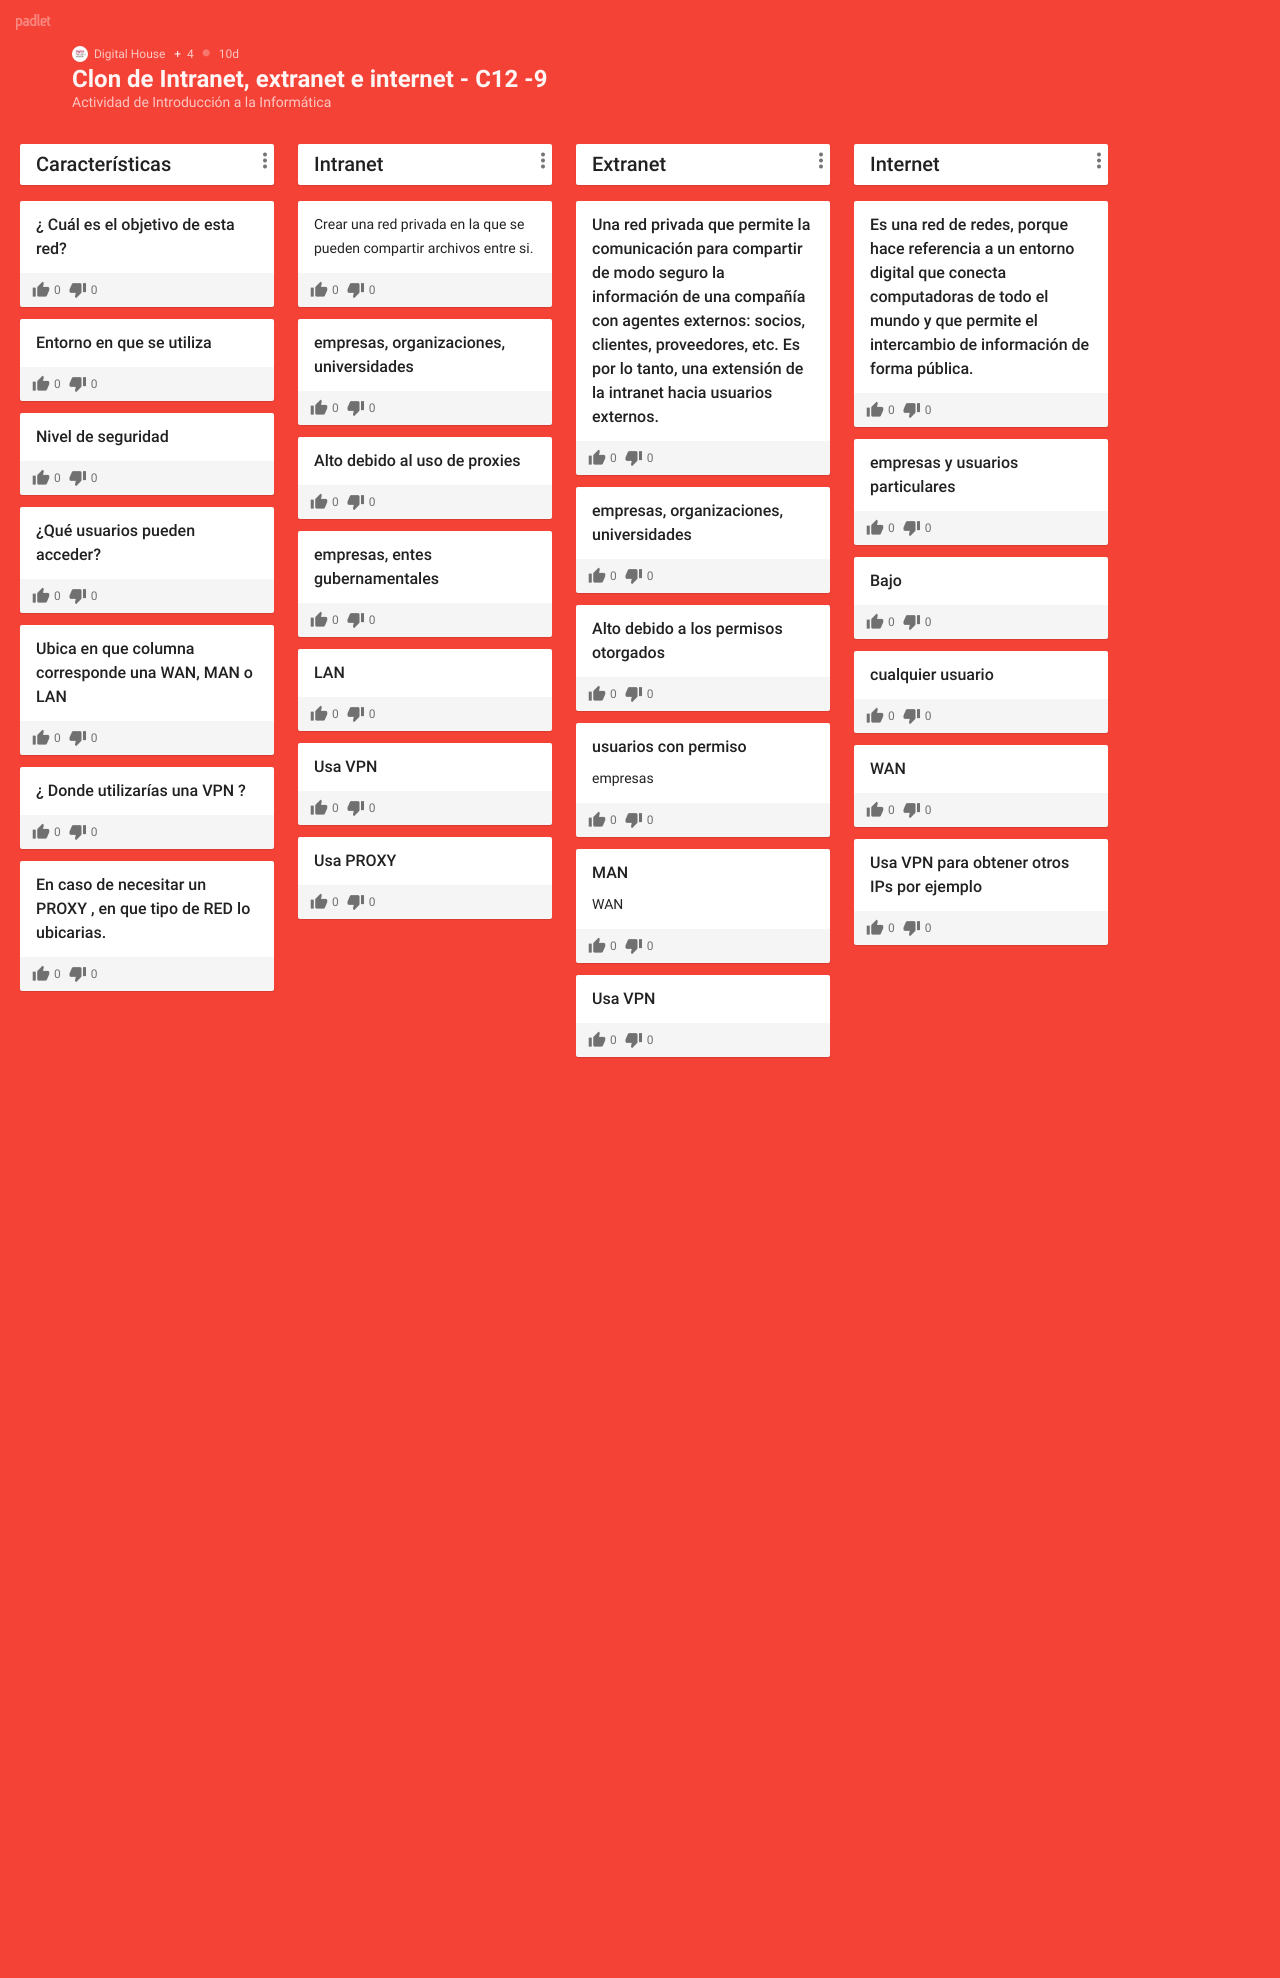 padlet
Digital House + 4 10d
Clon de Intranet, extranet e internet - C12 -9
Actividad de Introducción a la Informática
Características
¿ Cuál es el objetivo de esta
red?
0 0
Entorno en que se utiliza
0 0
Nivel de seguridad
0 0
¿Qué usuarios pueden
acceder?
0 0
Ubica en que columna
corresponde una WAN, MAN o
LAN
0 0
¿ Donde utilizarías una VPN ?
0 0
En caso de necesitar un
PROXY , en que tipo de RED lo
ubicarias.
0 0
Intranet
Crear una red privada en la que se
pueden compartir archivos entre si.
0 0
empresas, organizaciones,
universidades
0 0
Alto debido al uso de proxies
0 0
empresas, entes
gubernamentales
0 0
LAN
0 0
Usa VPN
0 0
Usa PROXY
0 0
Extranet
Una red privada que permite la
comunicación para compartir
de modo seguro la
información de una compañía
con agentes externos: socios,
clientes, proveedores, etc. Es
por lo tanto, una extensión de
la intranet hacia usuarios
externos.
0 0
empresas, organizaciones,
universidades
0 0
Alto debido a los permisos
otorgados
0 0
usuarios con permiso
empresas
0 0
MAN
WAN
0 0
Usa VPN
0 0
Internet
Es una red de redes, porque
hace referencia a un entorno
digital que conecta
computadoras de todo el
mundo y que permite el
intercambio de información de
forma pública.
0 0
empresas y usuarios
particulares
0 0
Bajo
0 0
cualquier usuario
0 0
WAN
0 0
Usa VPN para obtener otros
IPs por ejemplo
0 0